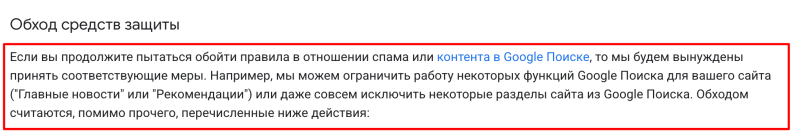 Обход средств защиты
Если вы продолжите пытаться обойти правила в отношении спама или контента в Google Поиске, то мы будем вынуждены
принять соответствующие меры. Например, мы можем ограничить работу некоторых функций Google Поиска для вашего сайта
("Главные новости" или "Рекомендации") или даже совсем исключить некоторые разделы сайта из Google Поиска. Обходом
считаются, помимо прочего, перечисленные ниже действия: